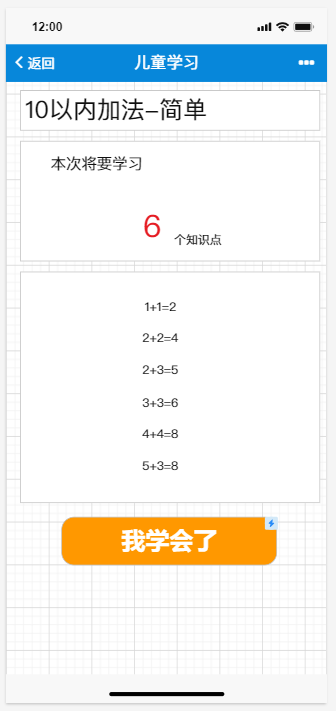 12:00
返回 儿童学习
10以内加法-简单
本次将要学习
6 个知识点
1+1=2
2+2=4
2+3=5
3+3=6
4+4=8
5+3=8
我学会了